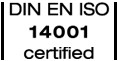 DIN EN ISO
14001
certified